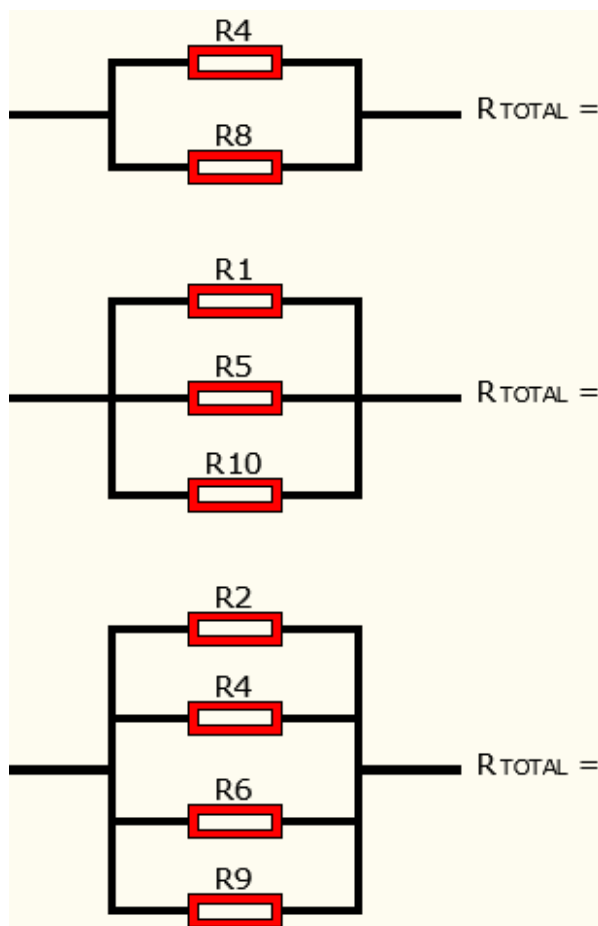 R4
R8
RTOTAL =
R1
R5
R10
RTOTAL =
R2
R4
R6
R9
RTOTAL =